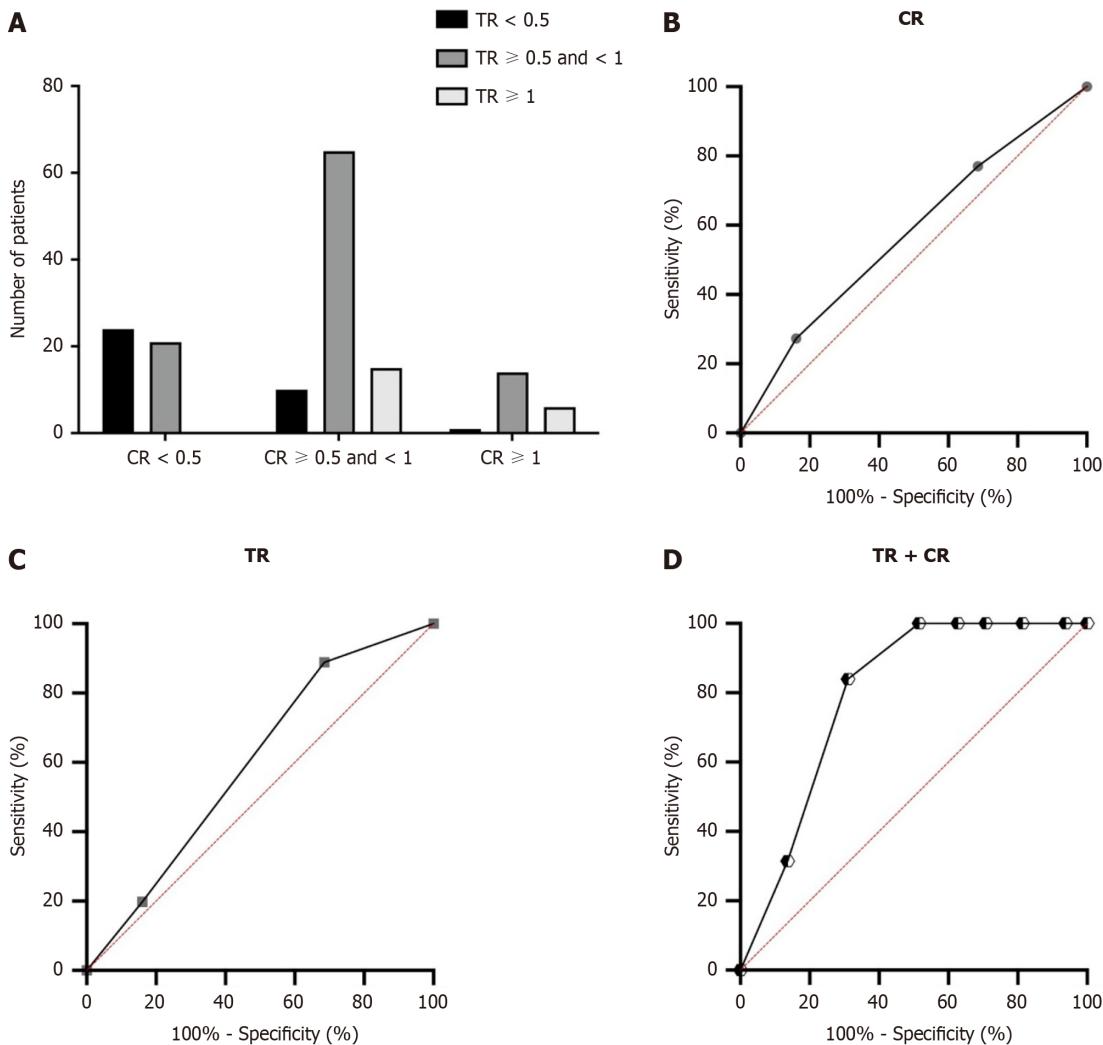 A
TR < 0.5
TR ⩾ 0.5 and < 1
TR ⩾ 1
80
60
40
20
0
Number of patients
CR < 0.5
CR ⩾ 0.5 and < 1
CR ⩾ 1
B
CR
100
80
60
40
20
0
Sensitivity (%)
0 20 40 60 80 100
100% - Specificity (%)
C
TR
100
80
60
40
20
0
Sensitivity (%)
0 20 40 60 80 100
100% - Specificity (%)
D
TR + CR
100
80
60
40
20
0
Sensitivity (%)
0 20 40 60 80 100
100% - Specificity (%)